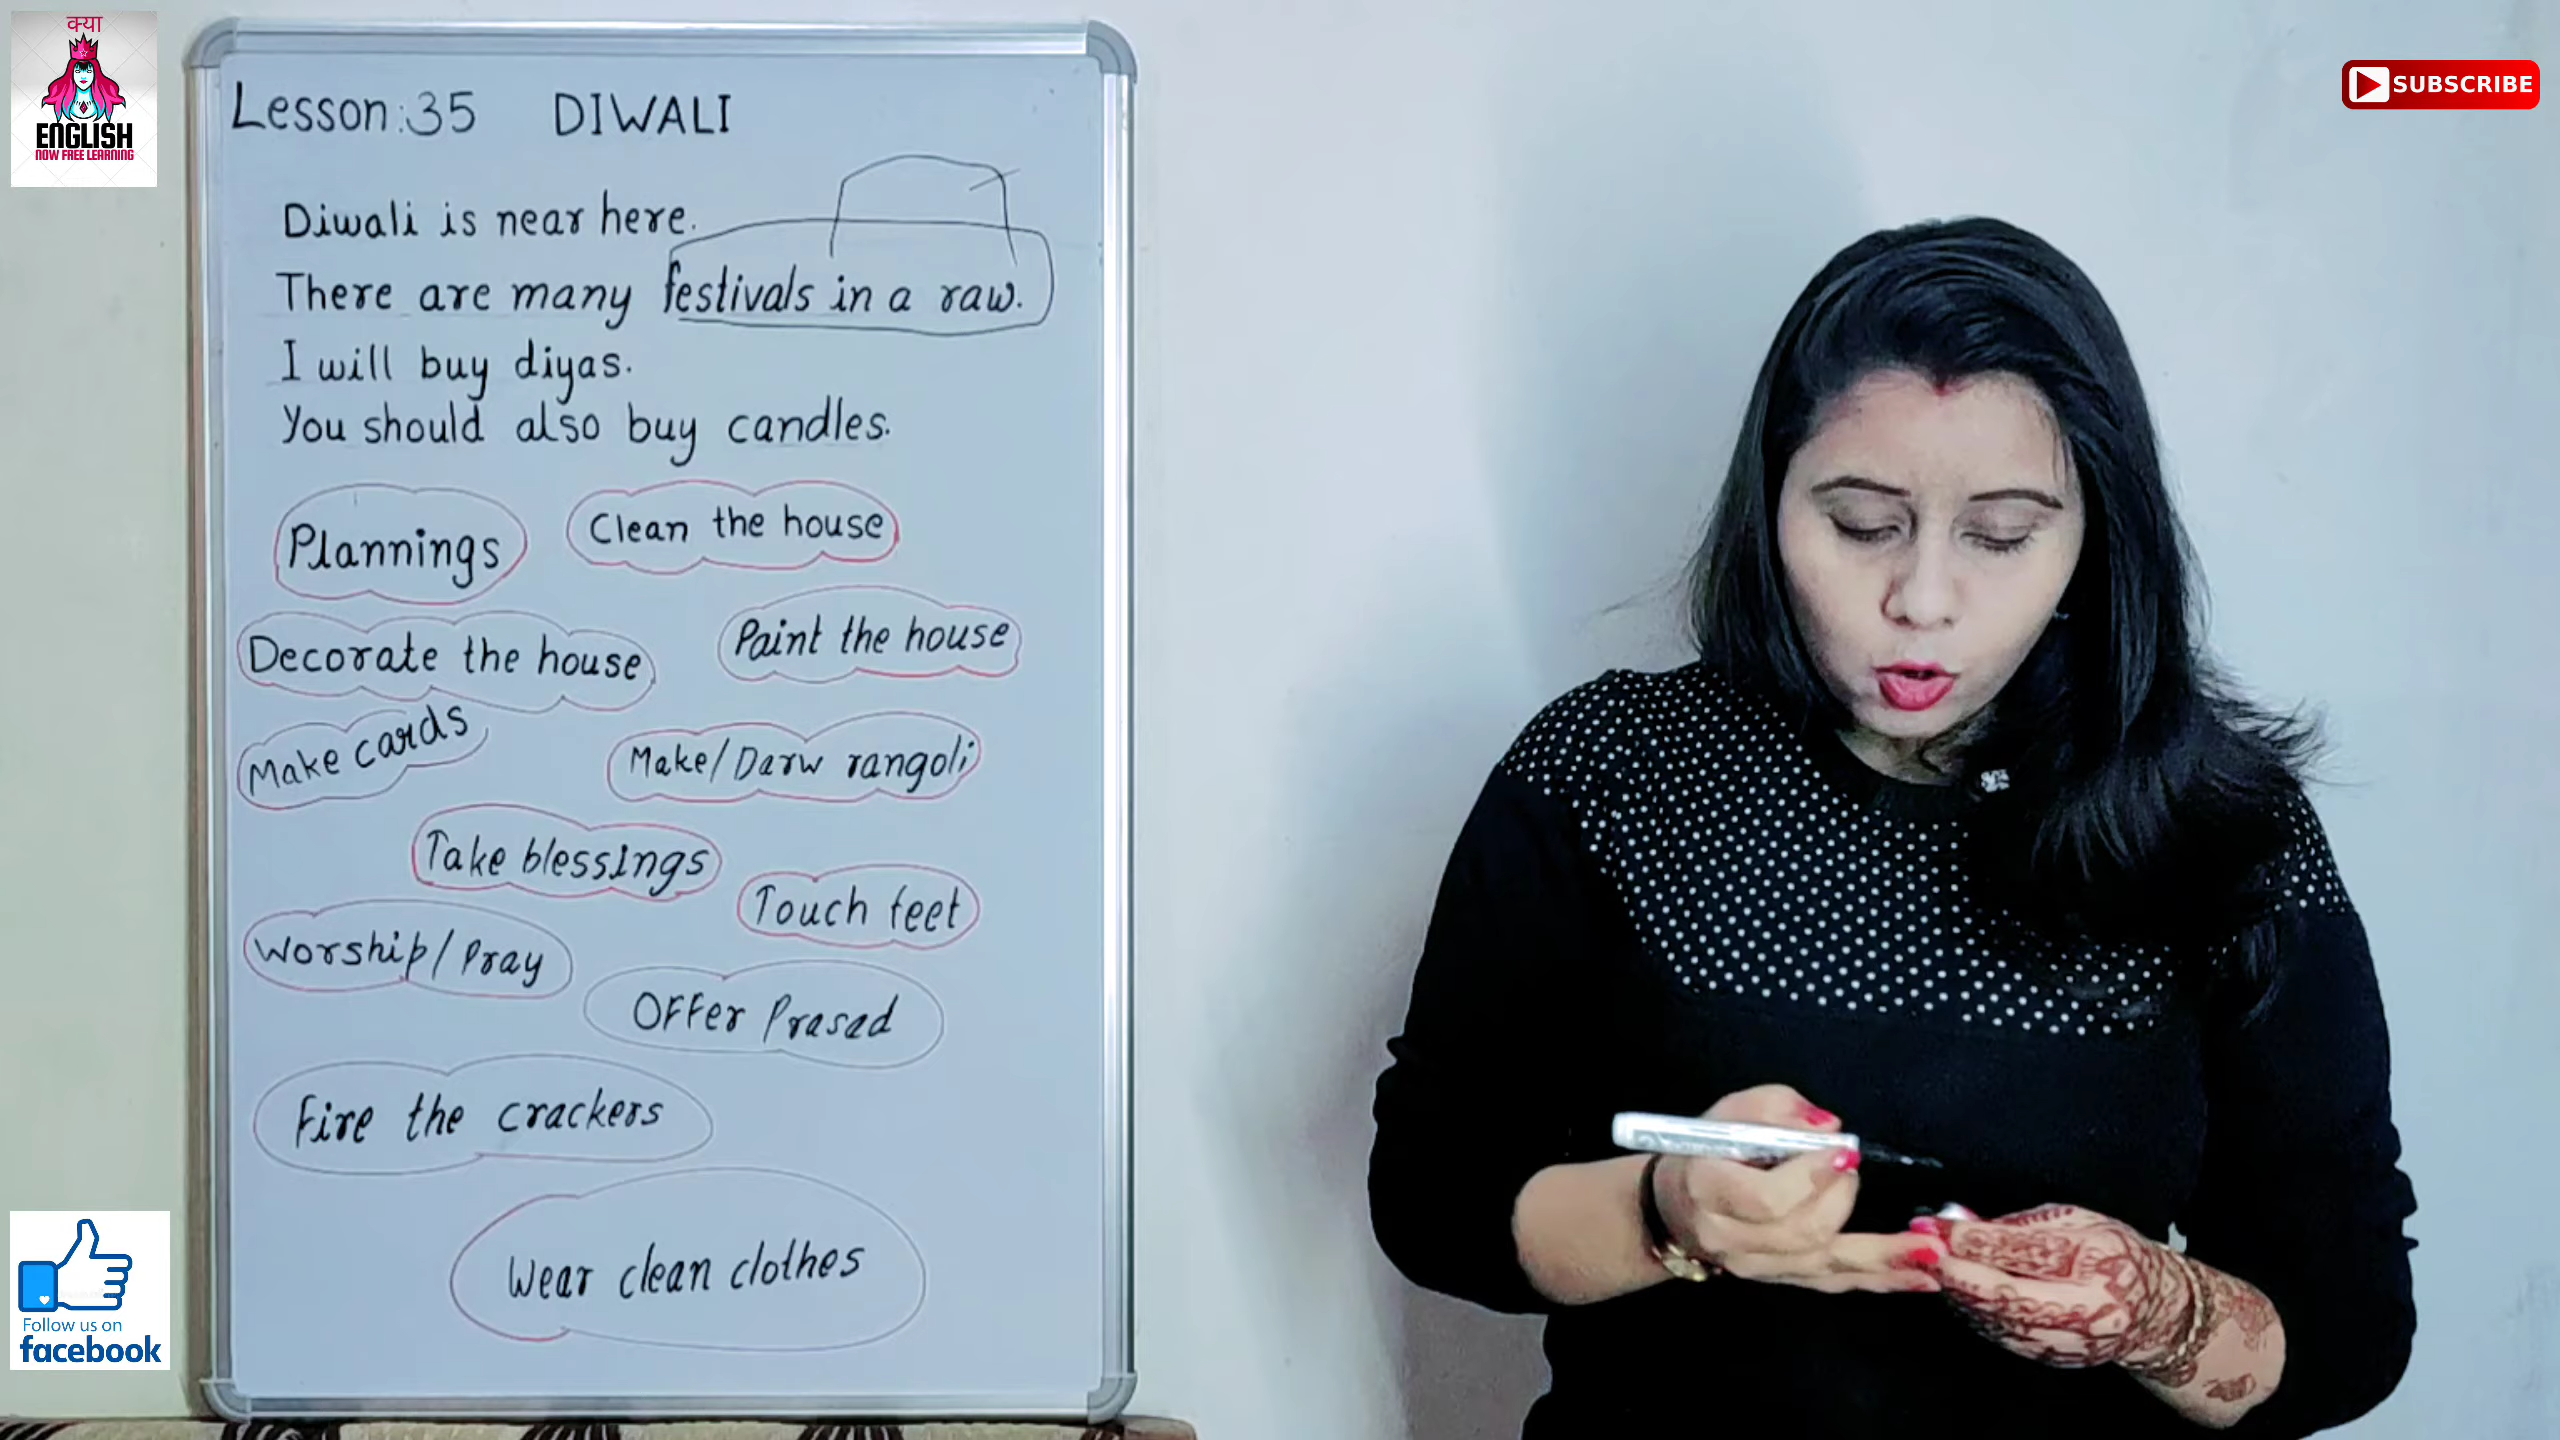 क्या
ENGLISH
NOW FREE LEARNING
SUBSCRIBE
Lesson:35 DIWALI
Diwali is near here.
There are many festivals in a raw.
I will buy diyas.
You should also buy candles.
Plannings
Clean the house
Decorate the house
Paint the house
Make cards
Make/Darw rangoli
Take blessings
Touch feet
Worship/Pray
Offer Prasad
Fire the crackers
Wear clean clothes
Follow us on
facebook